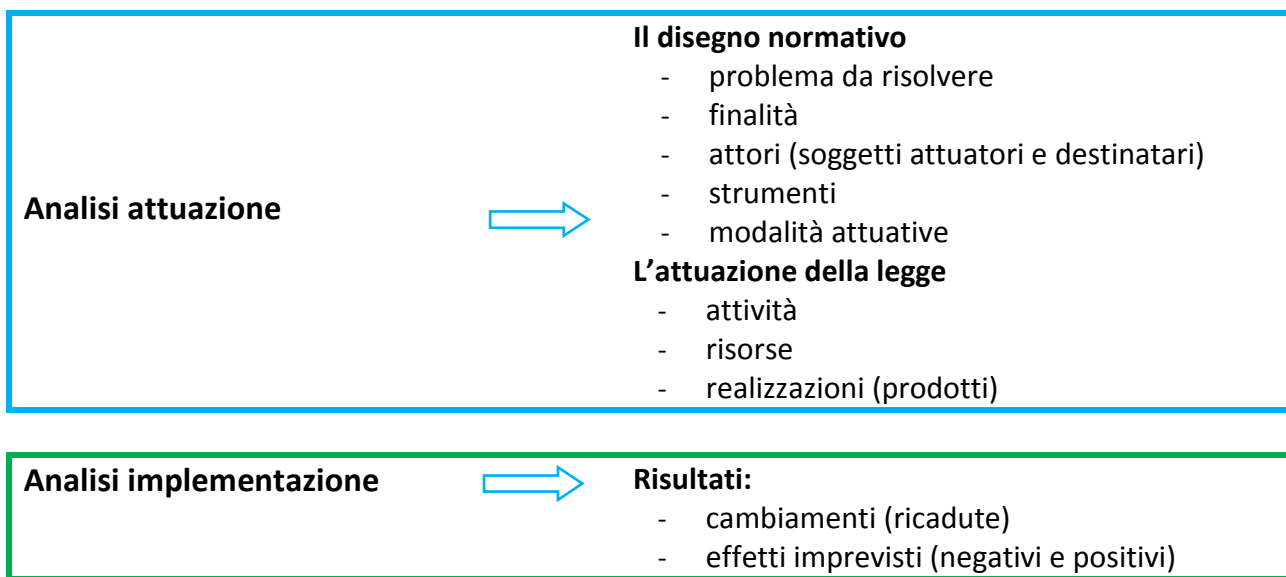 Il disegno normativo
- problema da risolvere
- finalità
- attori (soggetti attuatori e destinatari)
- strumenti
- modalità attuative
Analisi attuazione
L’attuazione della legge
- attività
- risorse
- realizzazioni (prodotti)
Analisi implementazione
Risultati:
- cambiamenti (ricadute)
- effetti imprevisti (negativi e positivi)